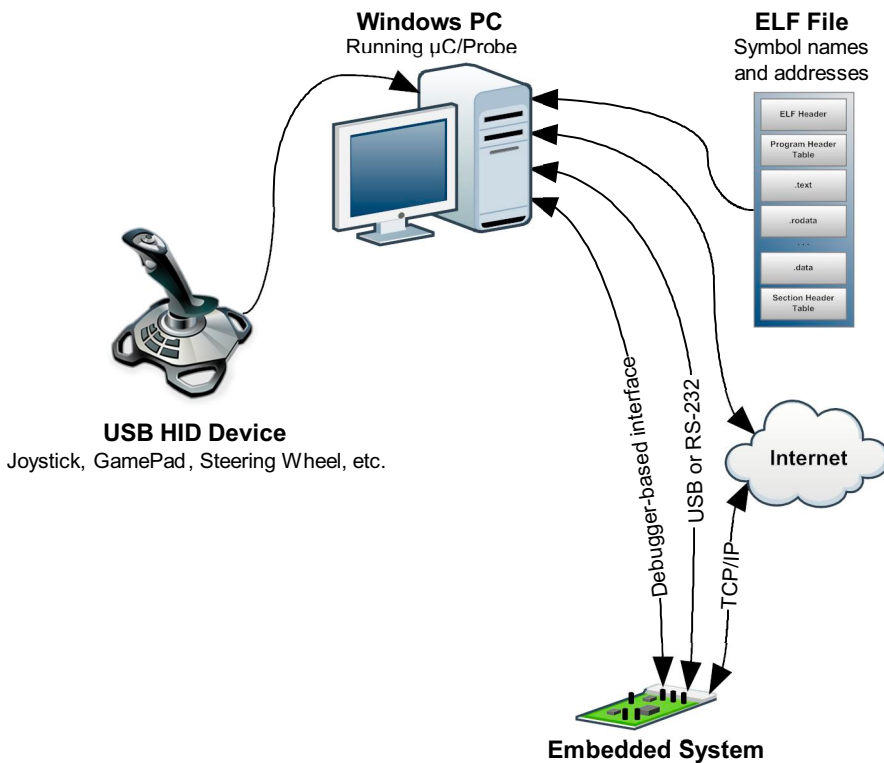 Windows PC
Running µC/Probe
ELF File
Symbol names
and addresses
ELF Header
Program Header
Table
.text
.rodata
. . .
.data
Section Header
Table
USB HID Device
Joystick, GamePad, Steering Wheel, etc.
Debugger-based interface
USB or RS-232
Internet
TCP/IP
Embedded System